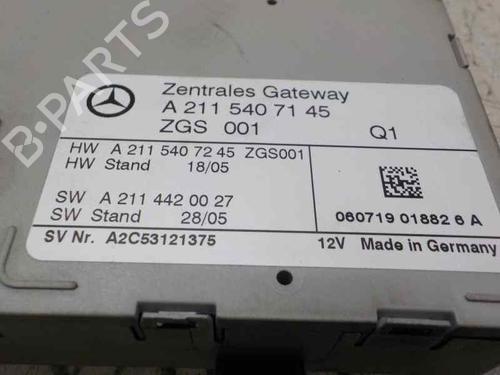 Zentrales Gateway
A 211 540 71 45
ZGS 001 Q1
HW A 211 540 72 45 ZGS001
HW Stand 18/05
SW A 211 442 00 27
SW Stand 28/05
060719 01882 6 A
SV Nr. A2C53121375 12V Made in Germany
B-PARTS